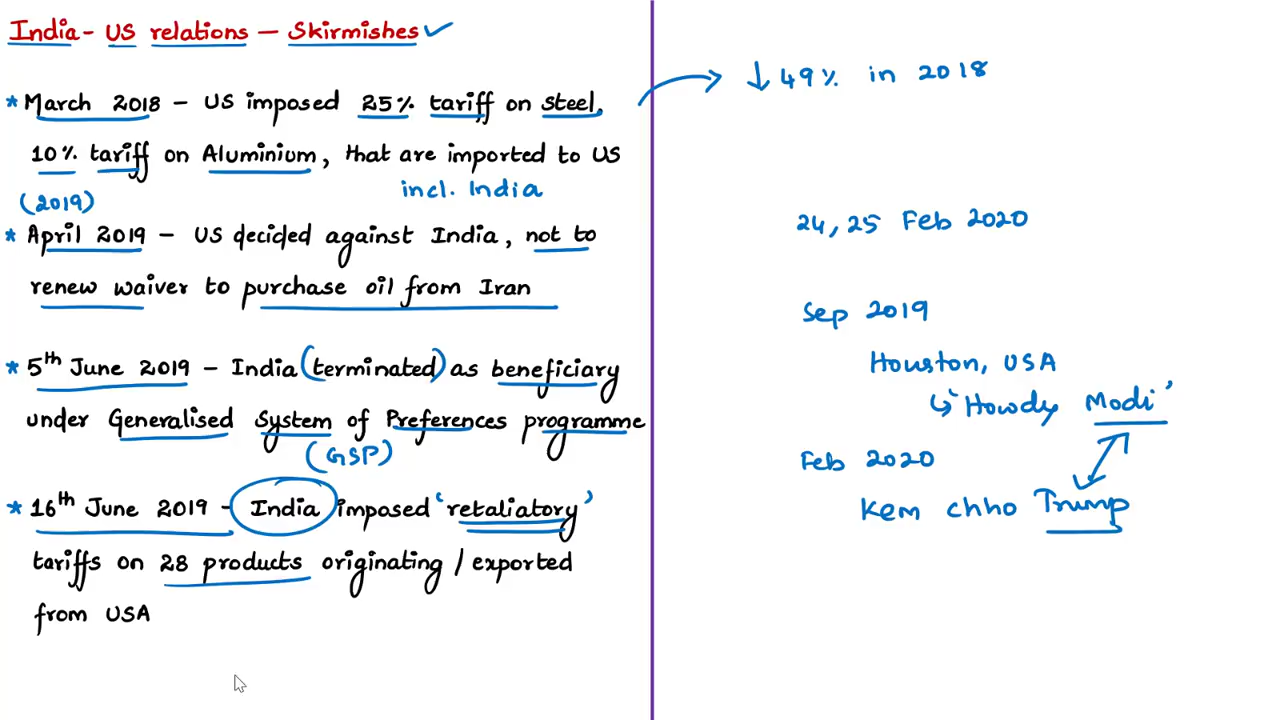 India - US relations – Skirmishes
* March 2018 – US imposed 25% tariff on steel,
10% tariff on Aluminium, that are imported to US
incl. India
(2019)
* April 2019 – US decided against India, not to
renew waiver to purchase oil from Iran
* 5th June 2019 – India (terminated) as beneficiary
under Generalised System of Preferences programme
(GSP)
* 16th June 2019 - India imposed 'retaliatory'
tariffs on 28 products originating / exported
from USA
↓ 49% in 2018
24, 25 Feb 2020
Sep 2019
Houston, USA
↳ 'Howdy Modi'
Feb 2020
Kem chho Trump